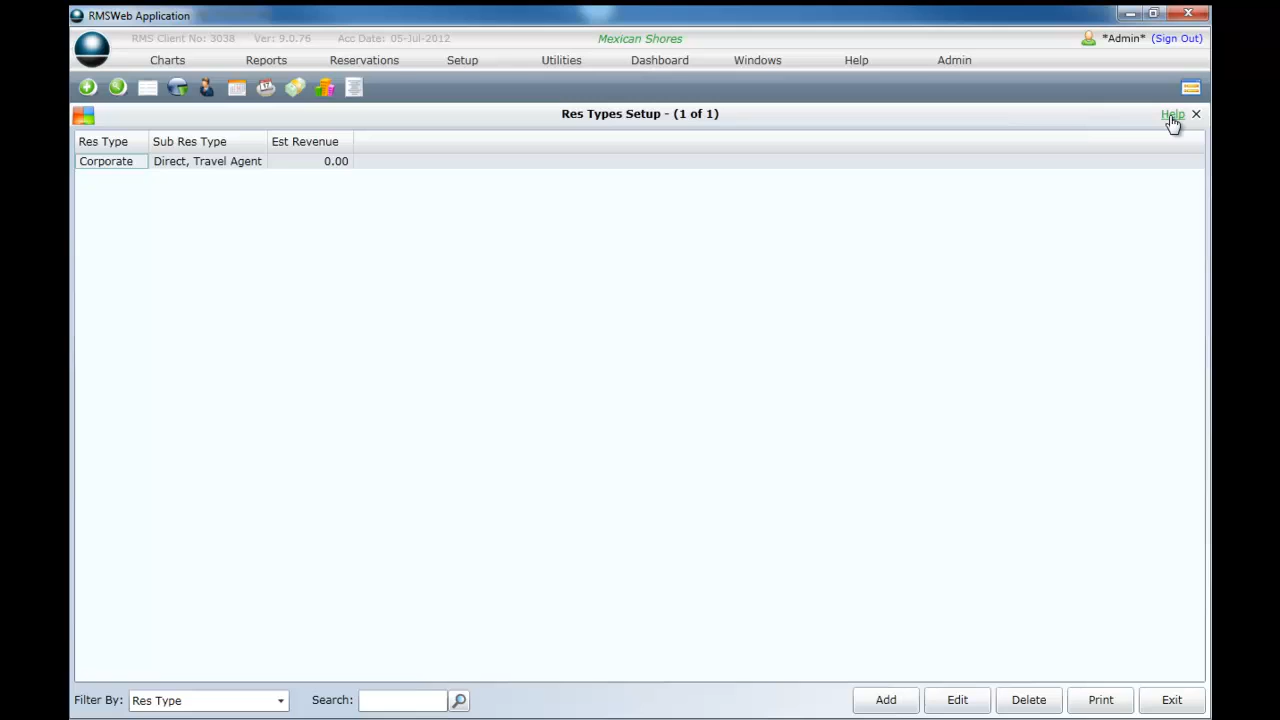 RMSWeb Application
RMS Client No: 3038 Ver: 9.0.76 Acc Date: 05-Jul-2012 Mexican Shores *Admin* (Sign Out)
Charts Reports Reservations Setup Utilities Dashboard Windows Help Admin
Res Types Setup - (1 of 1) Help
Res Type Sub Res Type Est Revenue
Corporate Direct, Travel Agent 0.00
Filter By: Res Type Search: Add Edit Delete Print Exit